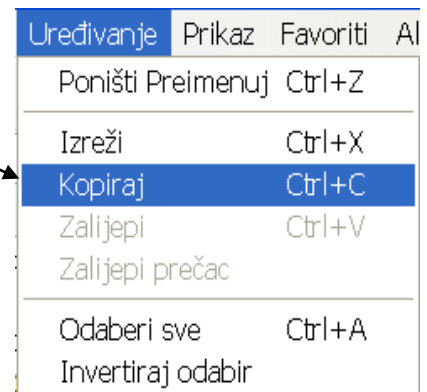 Uređivanje Prikaz Favoriti Al
Poništi Preimenuj Ctrl+Z
Izreži Ctrl+X
Kopiraj Ctrl+C
Zalijepi Ctrl+V
Zalijepi prečac
Odaberi sve Ctrl+A
Invertiraj odabir